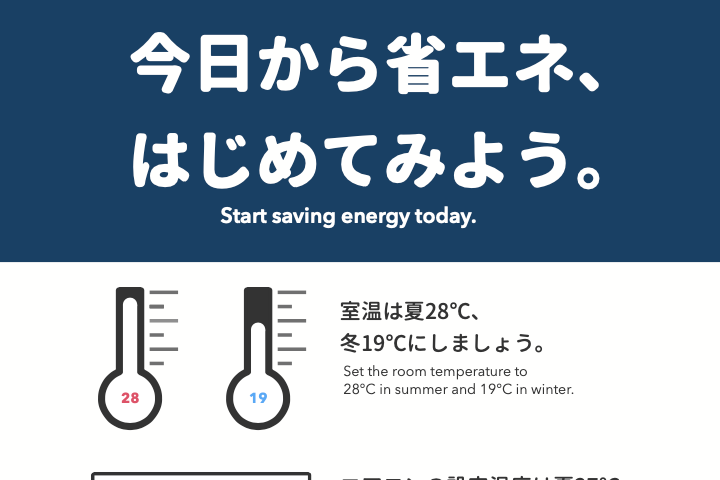 今日から省エネ、
はじめてみよう。
Start saving energy today.
室温は夏28℃、
冬19℃にしましょう。
Set the room temperature to
28°C in summer and 19°C in winter.
28
19